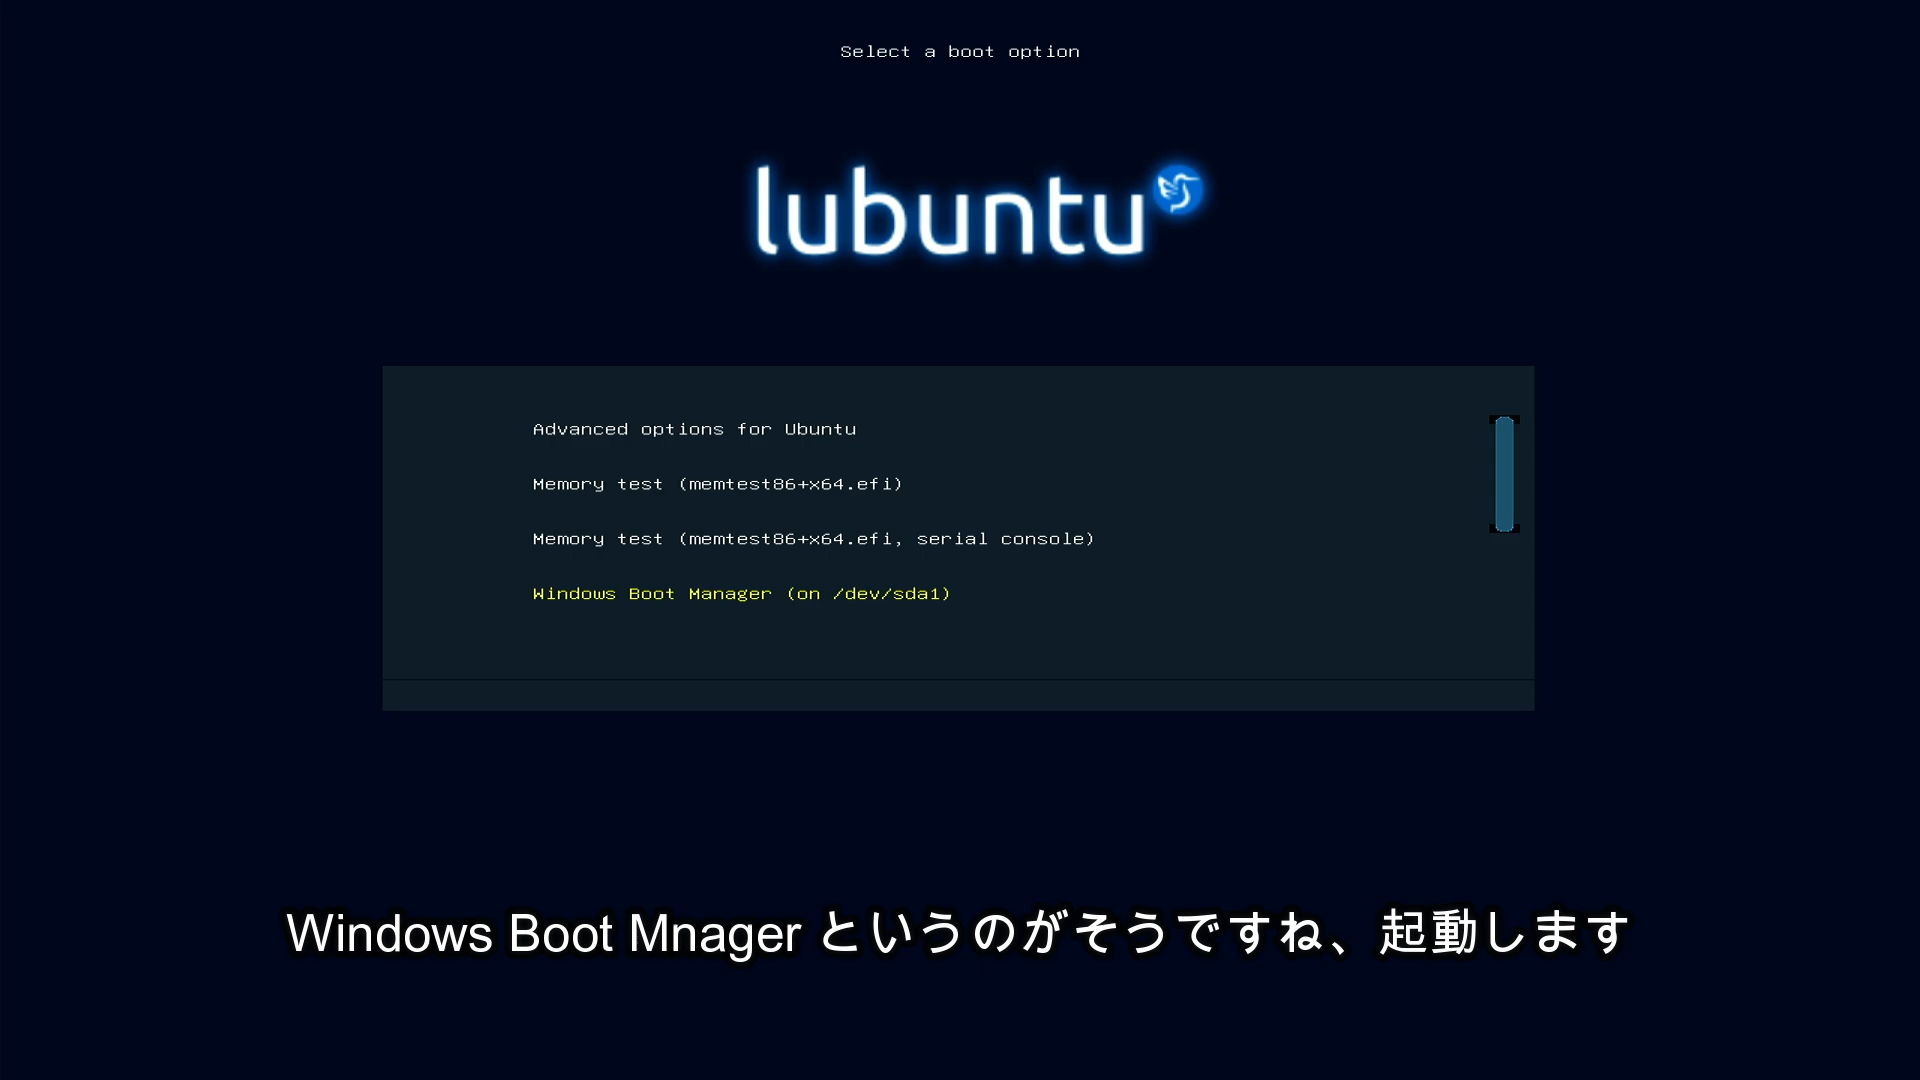 Select a boot option
lubuntu
Advanced options for Ubuntu
Memory test (memtest86+x64.efi)
Memory test (memtest86+x64.efi, serial console)
Windows Boot Manager (on /dev/sda1)
Windows Boot Mnager というのがそうですね、起動します